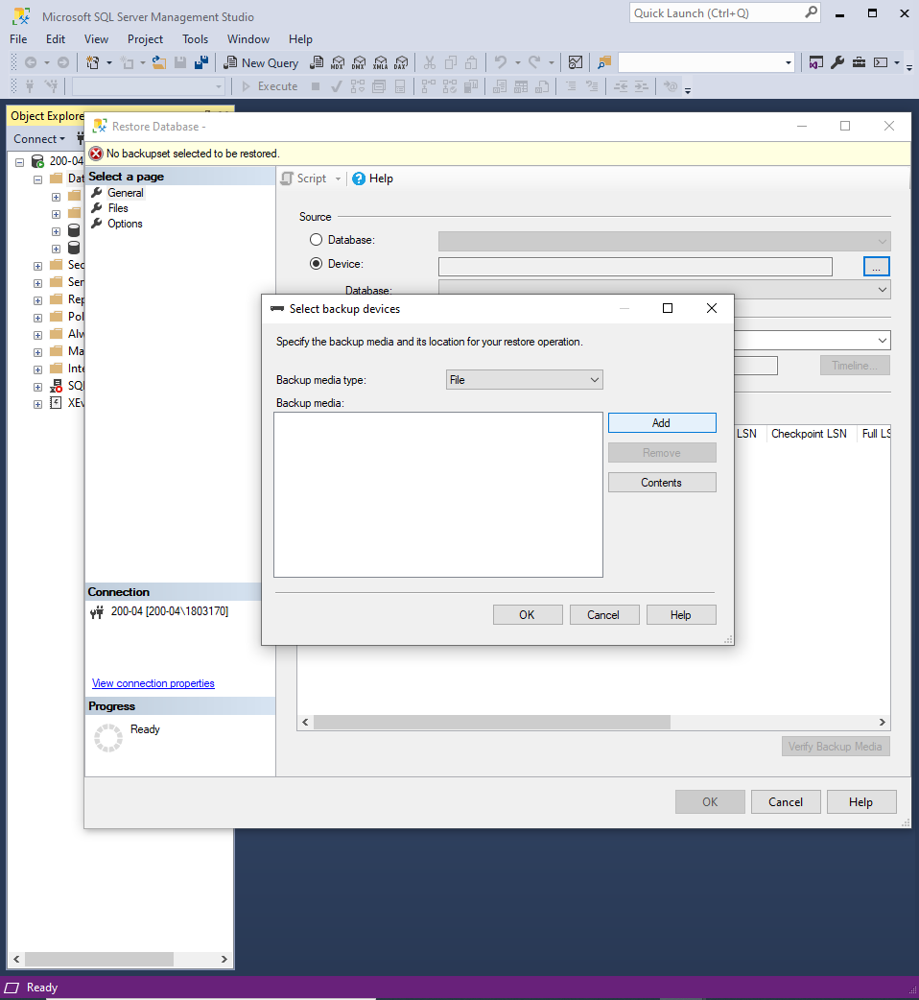 Microsoft SQL Server Management Studio
Quick Launch (Ctrl+Q)
File Edit View Project Tools Window Help
New Query MDX DMX XMLA DAX
Execute
Object Explore
Connect
Restore Database -
No backupset selected to be restored.
200-04
Dat
Sec
Ser
Rep
Pol
Alw
Ma
Inte
SQ
XEv
Select a page
General
Files
Options
Script Help
Source
Database:
Device:
...
Database:
Timeline...
LSN Checkpoint LSN Full LS
Select backup devices
Specify the backup media and its location for your restore operation.
Backup media type: File
Backup media:
Add
Remove
Contents
OK Cancel Help
Connection
200-04 [200-04\1803170]
View connection properties
Progress
Ready
Verify Backup Media
OK Cancel Help
Ready